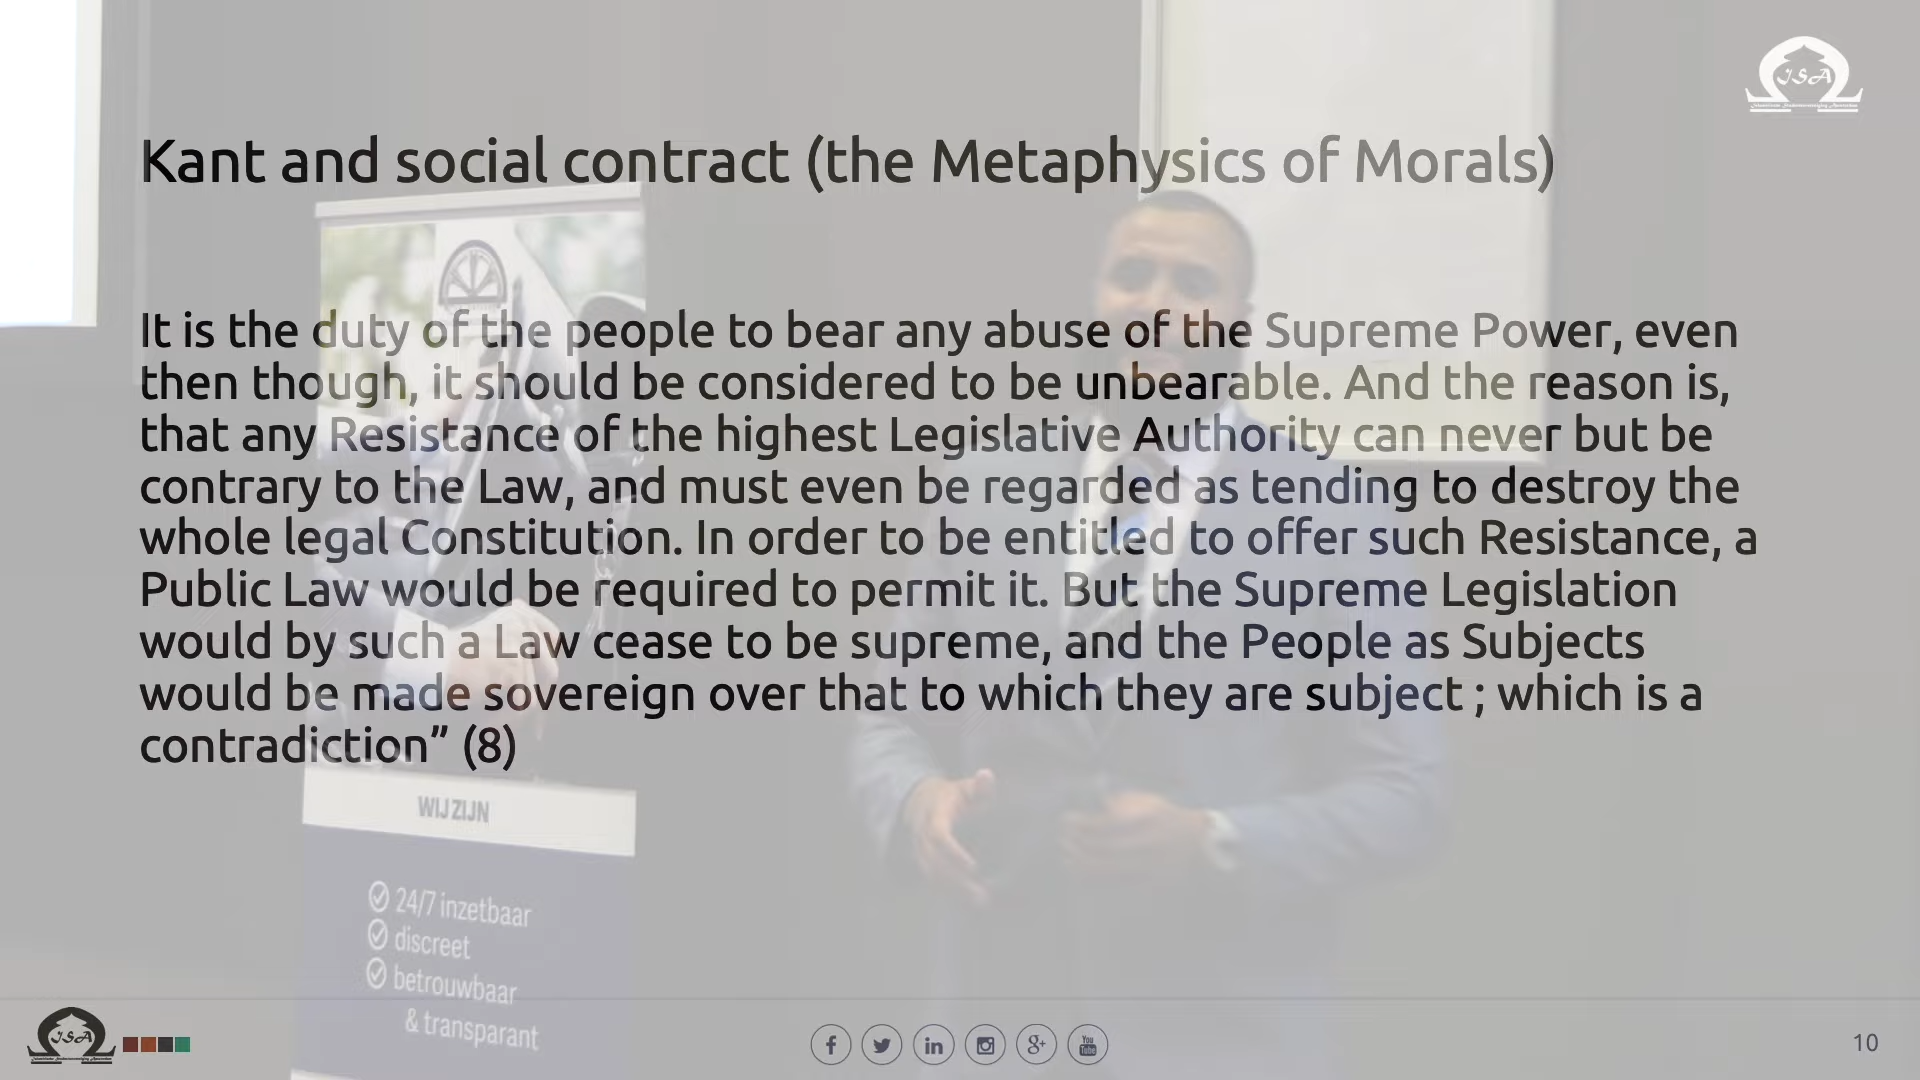 ISA
Kant and social contract (the Metaphysics of Morals)
It is the duty of the people to bear any abuse of the Supreme Power, even
then though, it should be considered to be unbearable. And the reason is,
that any Resistance of the highest Legislative Authority can never but be
contrary to the Law, and must even be regarded as tending to destroy the
whole legal Constitution. In order to be entitled to offer such Resistance, a
Public Law would be required to permit it. But the Supreme Legislation
would by such a Law cease to be supreme, and the People as Subjects
would be made sovereign over that to which they are subject ; which is a
contradiction” (8)
WIJ ZIJN
24/7 inzetbaar
discreet
betrouwbaar
& transparant
ISA
f
in
g+
You
Tube
10